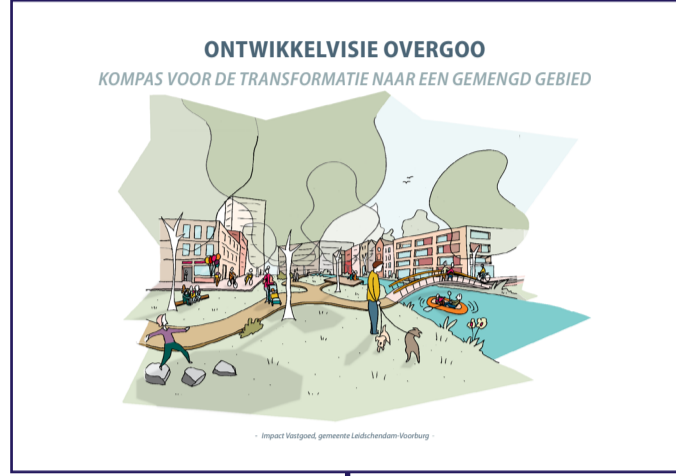 ONTWIKKELVISIE OVERGOO
KOMPAS VOOR DE TRANSFORMATIE NAAR EEN GEMENGD GEBIED
- Impact Vastgoed, gemeente Leidschendam-Voorburg -